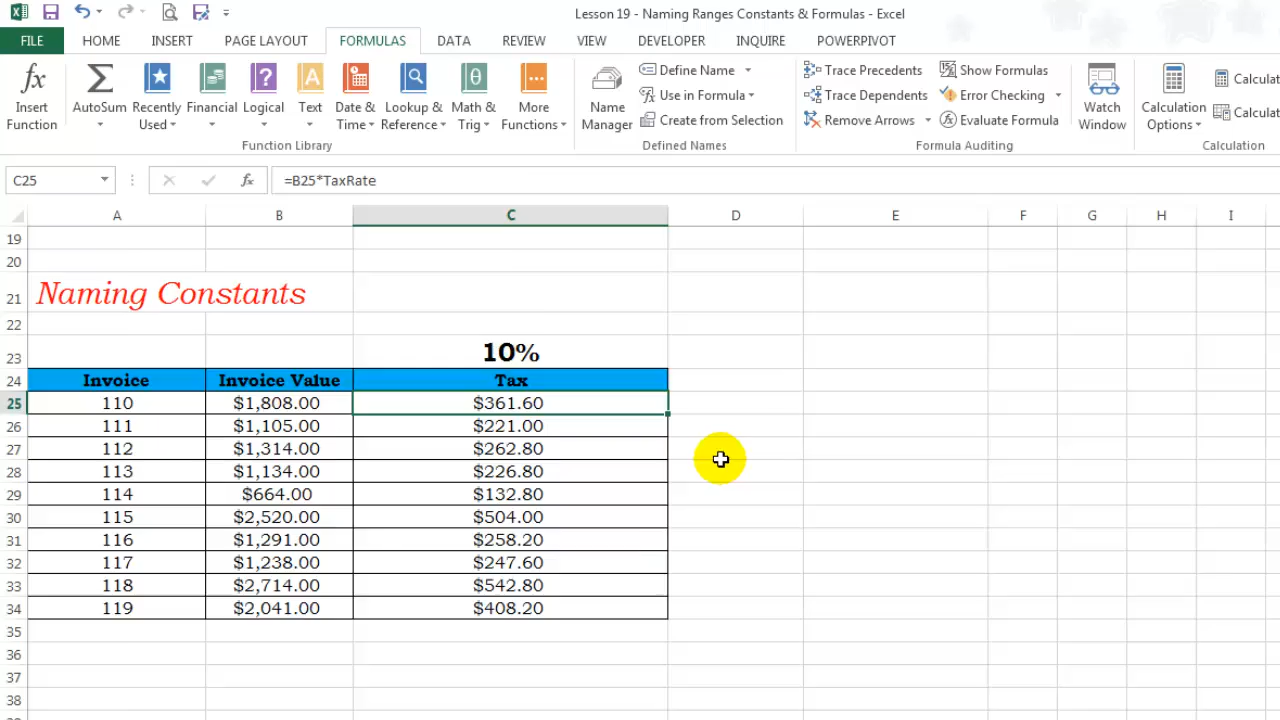 Lesson 19 - Naming Ranges Constants & Formulas - Excel
FILE HOME INSERT PAGE LAYOUT FORMULAS DATA REVIEW VIEW DEVELOPER INQUIRE POWERPIVOT
Insert Function
AutoSum
Recently Used
Financial
Logical
Text
Date & Time
Lookup & Reference
Math & Trig
More Functions
Function Library
Name Manager
Define Name
Use in Formula
Create from Selection
Defined Names
Trace Precedents
Trace Dependents
Remove Arrows
Show Formulas
Error Checking
Evaluate Formula
Formula Auditing
Watch Window
Calculation Options
Calculat
Calculat
Calculation
C25 fx =B25*TaxRate
A B C D E F G H I
19
20
21 Naming Constants
22
23 10%
24 Invoice Invoice Value Tax
25 110 $1,808.00 $361.60
26 111 $1,105.00 $221.00
27 112 $1,314.00 $262.80
28 113 $1,134.00 $226.80
29 114 $664.00 $132.80
30 115 $2,520.00 $504.00
31 116 $1,291.00 $258.20
32 117 $1,238.00 $247.60
33 118 $2,714.00 $542.80
34 119 $2,041.00 $408.20
35
36
37
38